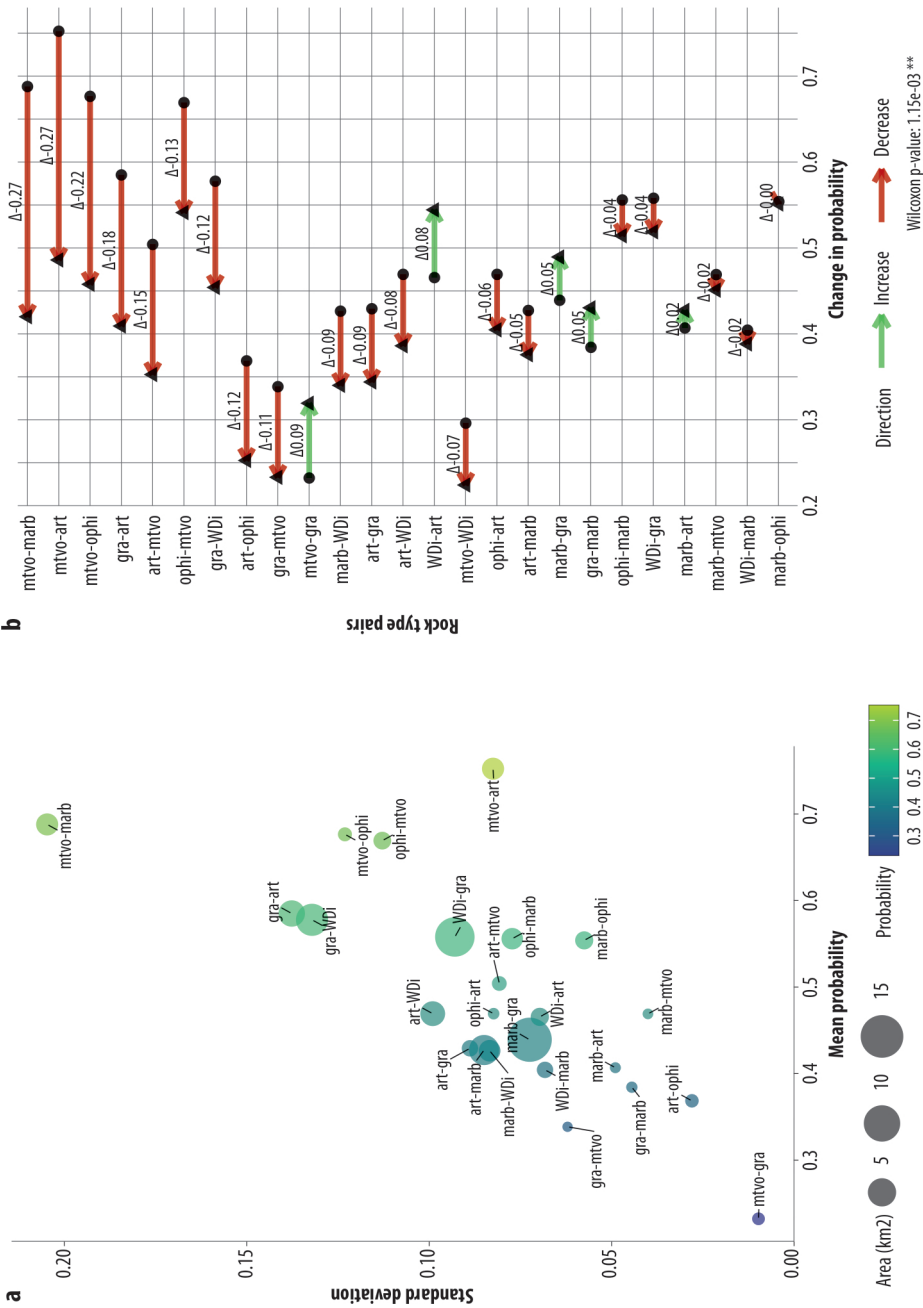 a
Standard deviation
0.20
0.15
0.10
0.05
0.00
mtvo-marb
gra-art
gra-WDi
mtvo-ophi
ophi-mtvo
mtvo-art
art-WDi
WDi-gra
art-gra
ophi-art
art-mtvo
ophi-marb
art-marb
marb-gra
WDi-art
marb-ophi
marb-WDi
WDi-marb
marb-art
marb-mtvo
gra-mtvo
gra-marb
art-ophi
mtvo-gra
0.3
0.4
0.5
0.6
0.7
Mean probability
Area (km2)
5
10
15
Probability
0.3
0.4
0.5
0.6
0.7
b
Rock type pairs
mtvo-marb
Δ-0.27
mtvo-art
Δ-0.27
mtvo-ophi
Δ-0.22
gra-art
Δ-0.18
art-mtvo
Δ-0.15
ophi-mtvo
Δ-0.13
gra-WDi
Δ-0.12
art-ophi
Δ-0.12
gra-mtvo
Δ-0.11
mtvo-gra
Δ0.09
marb-WDi
Δ-0.09
art-gra
Δ-0.09
art-WDi
Δ-0.08
WDi-art
Δ0.08
mtvo-WDi
Δ-0.07
ophi-art
Δ-0.06
art-marb
Δ-0.05
marb-gra
Δ0.05
gra-marb
Δ0.05
ophi-marb
Δ-0.04
WDi-gra
Δ-0.04
marb-art
Δ0.02
marb-mtvo
Δ-0.02
WDi-marb
Δ-0.02
marb-ophi
Δ-0.00
0.2
0.3
0.4
0.5
0.6
0.7
Change in probability
Direction
Increase
Decrease
Wilcoxon p-value: 1.15e-03 **